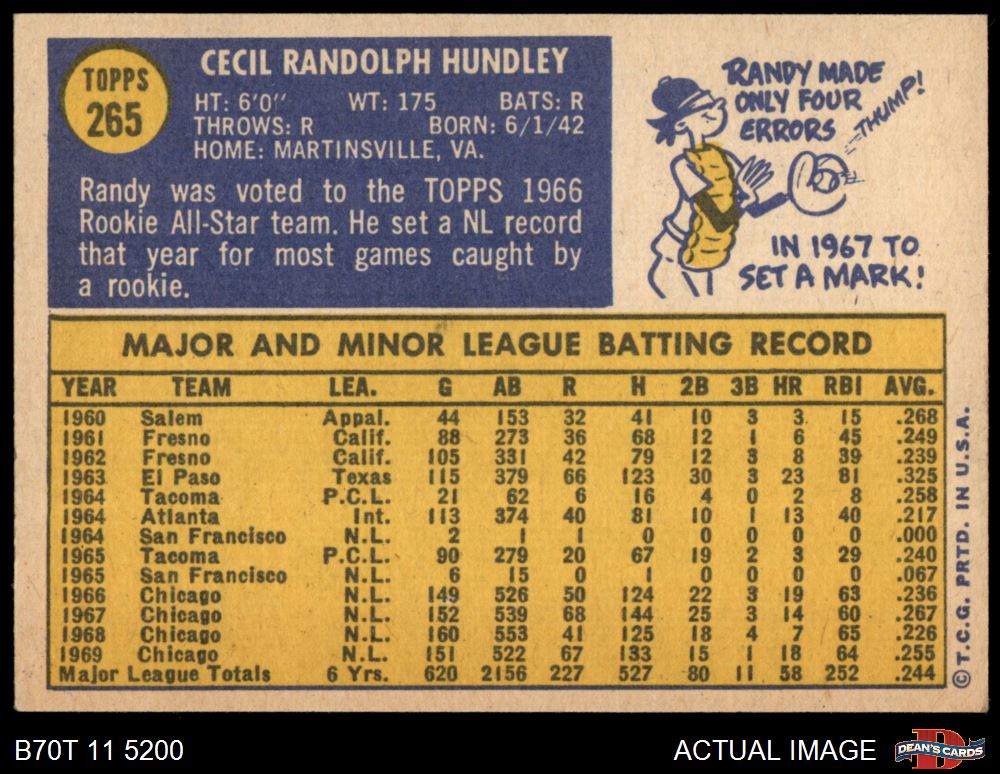 TOPPS
265
CECIL RANDOLPH HUNDLEY
HT: 6'0" WT: 175 BATS: R
THROWS: R BORN: 6/1/42
HOME: MARTINSVILLE, VA.
Randy was voted to the TOPPS 1966
Rookie All-Star team. He set a NL record
that year for most games caught by
a rookie.
RANDY MADE
ONLY FOUR
ERRORS
THUMP!
IN 1967 TO
SET A MARK!
MAJOR AND MINOR LEAGUE BATTING RECORD
YEAR TEAM LEA. G AB R H 2B 3B HR RBI AVG.
1960 Salem Appal. 44 153 32 41 10 3 3 15 .268
1961 Fresno Calif. 88 273 36 68 12 1 6 45 .249
1962 Fresno Calif. 105 331 42 79 12 3 8 39 .239
1963 El Paso Texas 115 379 66 123 30 3 23 81 .325
1964 Tacoma P.C.L. 21 62 6 16 4 0 2 8 .258
1964 Atlanta Int. 113 374 40 81 10 1 13 40 .217
1964 San Francisco N.L. 2 1 1 0 0 0 0 0 .000
1965 Tacoma P.C.L. 90 279 20 67 19 2 3 29 .240
1965 San Francisco N.L. 6 15 0 1 0 0 0 0 .067
1966 Chicago N.L. 149 526 50 124 22 3 19 63 .236
1967 Chicago N.L. 152 539 68 144 25 3 14 60 .267
1968 Chicago N.L. 160 553 41 125 18 4 7 65 .226
1969 Chicago N.L. 151 522 67 133 15 1 18 64 .255
Major League Totals 6 Yrs. 620 2156 227 527 80 11 58 252 .244
© T.C.G. PRTD. IN U.S.A.
B70T 11 5200
ACTUAL IMAGE
D
DEAN'S CARDS